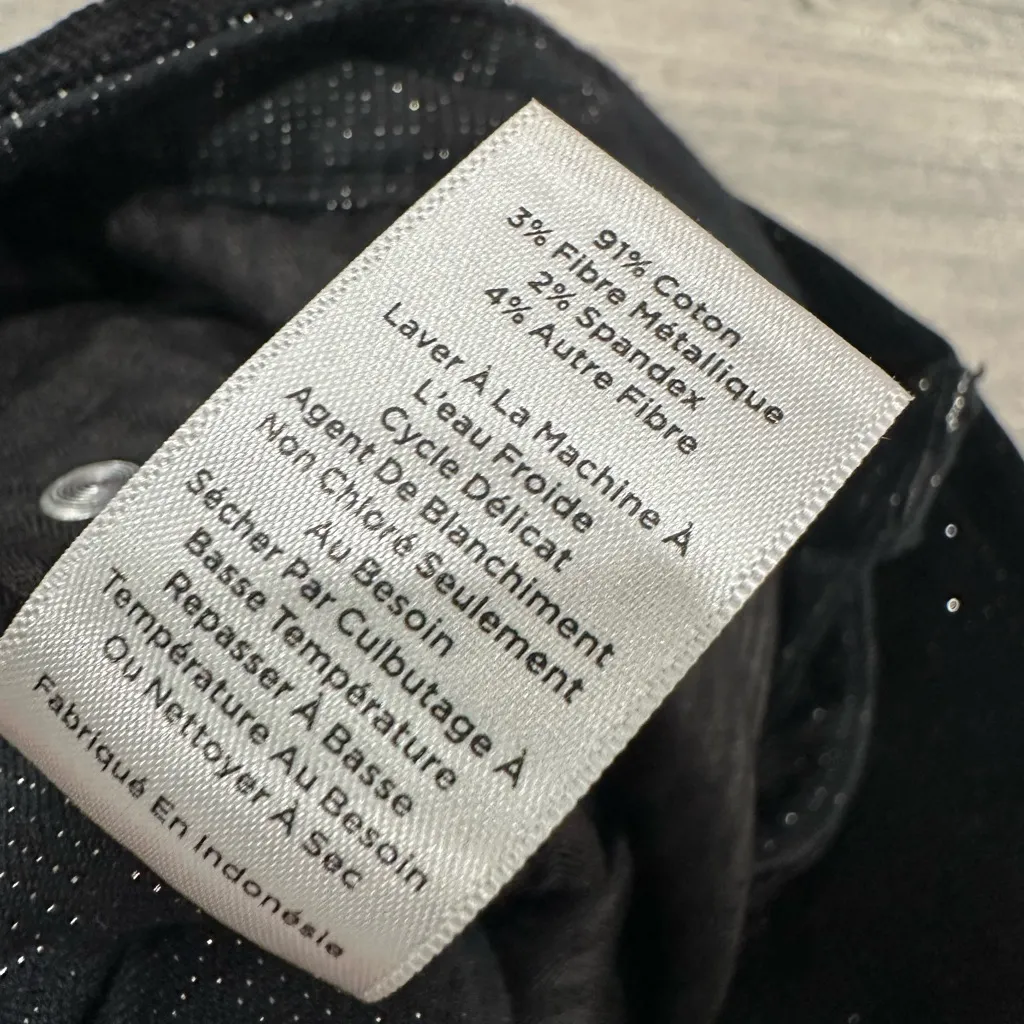 91% Coton
3% Fibre Métallique
2% Spandex
4% Autre Fibre
Laver À La Machine À
L'eau Froide
Cycle Délicat
Agent De Blanchiment
Non Chloré Seulement
Au Besoin
Sécher Par Culbutage À
Basse Température
Repasser À Basse
Température Au Besoin
Ou Nettoyer À Sec
Fabriqué En Indonésie